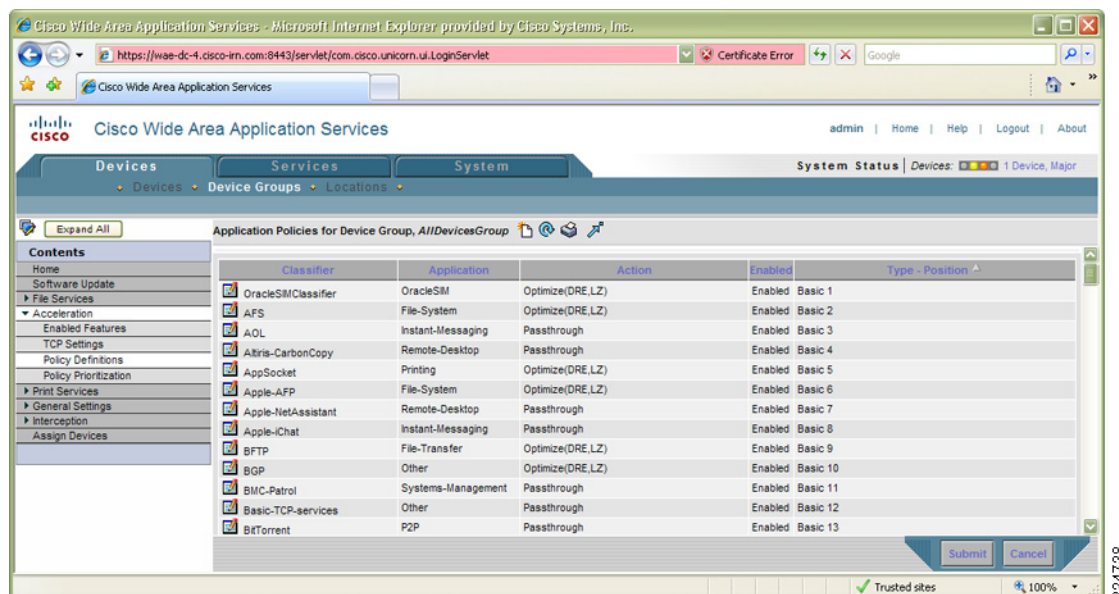 Cisco Wide Area Application Services - Microsoft Internet Explorer provided by Cisco Systems, Inc.
https://wae-dc-4.cisco-irn.com:8443/servlet/com.cisco.unicorn.ui.LoginServlet
Certificate Error
Google
Cisco Wide Area Application Services
CISCO Cisco Wide Area Application Services
admin | Home | Help | Logout | About
Devices Services System
System Status | Devices: 1 Device, Major
Devices Device Groups Locations
Expand All
Application Policies for Device Group, AllDevicesGroup
Contents
Home
Software Update
File Services
Acceleration
Enabled Features
TCP Settings
Policy Definitions
Policy Prioritization
Print Services
General Settings
Interception
Assign Devices
Classifier Application Action Enabled Type - Position
OracleSIMClassifier OracleSIM Optimize(DRE,LZ) Enabled Basic 1
AFS File-System Optimize(DRE,LZ) Enabled Basic 2
AOL Instant-Messaging Passthrough Enabled Basic 3
Altiris-CarbonCopy Remote-Desktop Passthrough Enabled Basic 4
AppSocket Printing Optimize(DRE,LZ) Enabled Basic 5
Apple-AFP File-System Optimize(DRE,LZ) Enabled Basic 6
Apple-NetAssistant Remote-Desktop Passthrough Enabled Basic 7
Apple-iChat Instant-Messaging Passthrough Enabled Basic 8
BFTP File-Transfer Optimize(DRE,LZ) Enabled Basic 9
BGP Other Optimize(DRE,LZ) Enabled Basic 10
BMC-Patrol Systems-Management Passthrough Enabled Basic 11
Basic-TCP-services Other Passthrough Enabled Basic 12
BitTorrent P2P Passthrough Enabled Basic 13
Submit Cancel
Trusted sites
100%